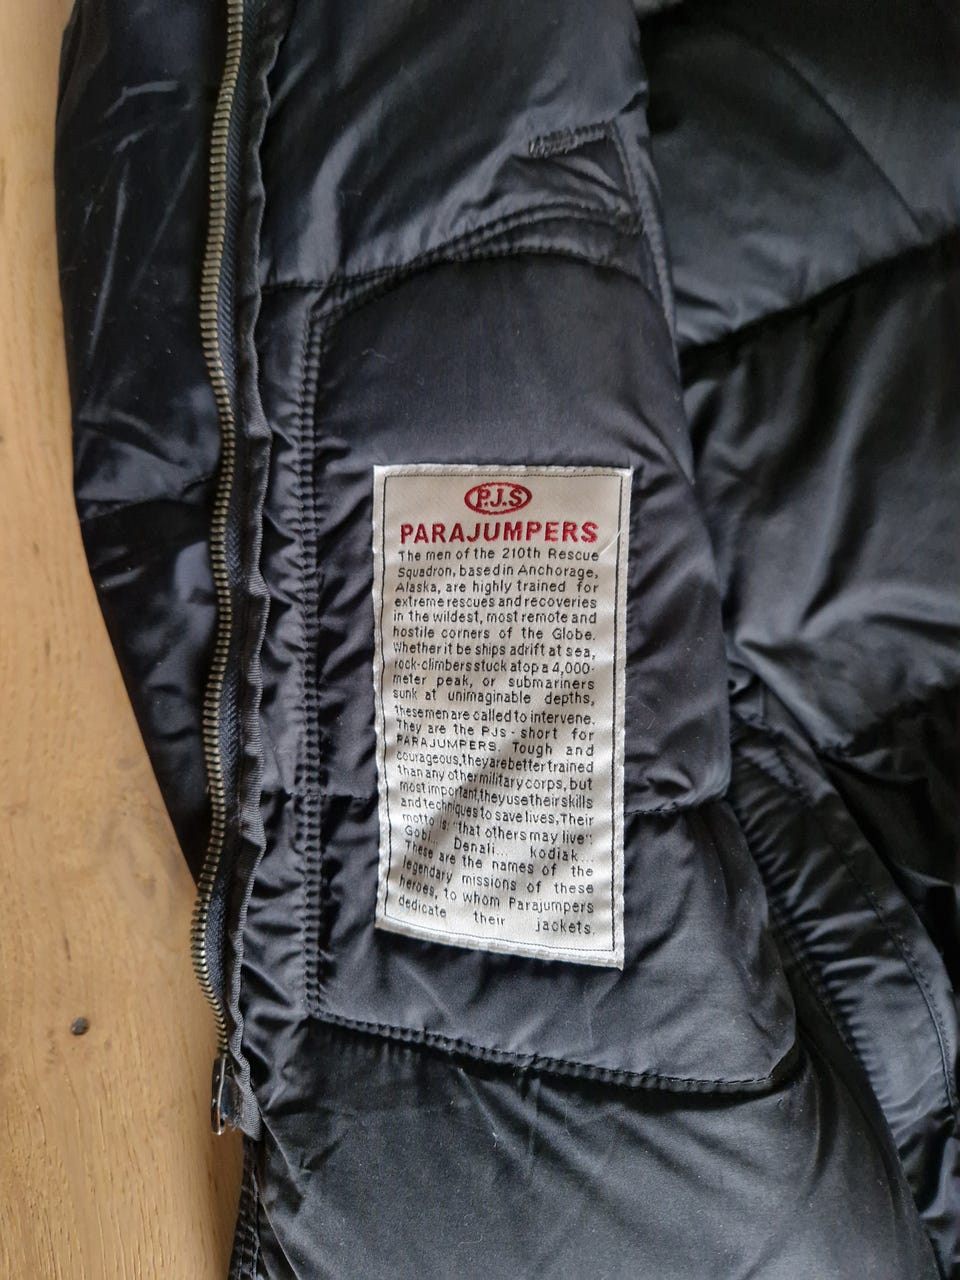 P.J.S
PARAJUMPERS
The men of the 210th Rescue
Squadron, based in Anchorage,
Alaska, are highly trained for
extreme rescues and recoveries
in the wildest, most remote and
hostile corners of the Globe.
Whether it be ships adrift at sea,
rock-climbers stuck atop a 4,000-
meter peak, or submariners
sunk at unimaginable depths,
these men are called to intervene.
They are the PJs - short for
PARAJUMPERS. Tough and
courageous, they are better trained
than any other military corps, but
most important, they use their skills
and techniques to save lives, Their
motto is: "that others may live":
Gobi... Denali... kodiak...
These are the names of the
legendary missions of these
heroes, to whom Parajumpers
dedicate their jackets.